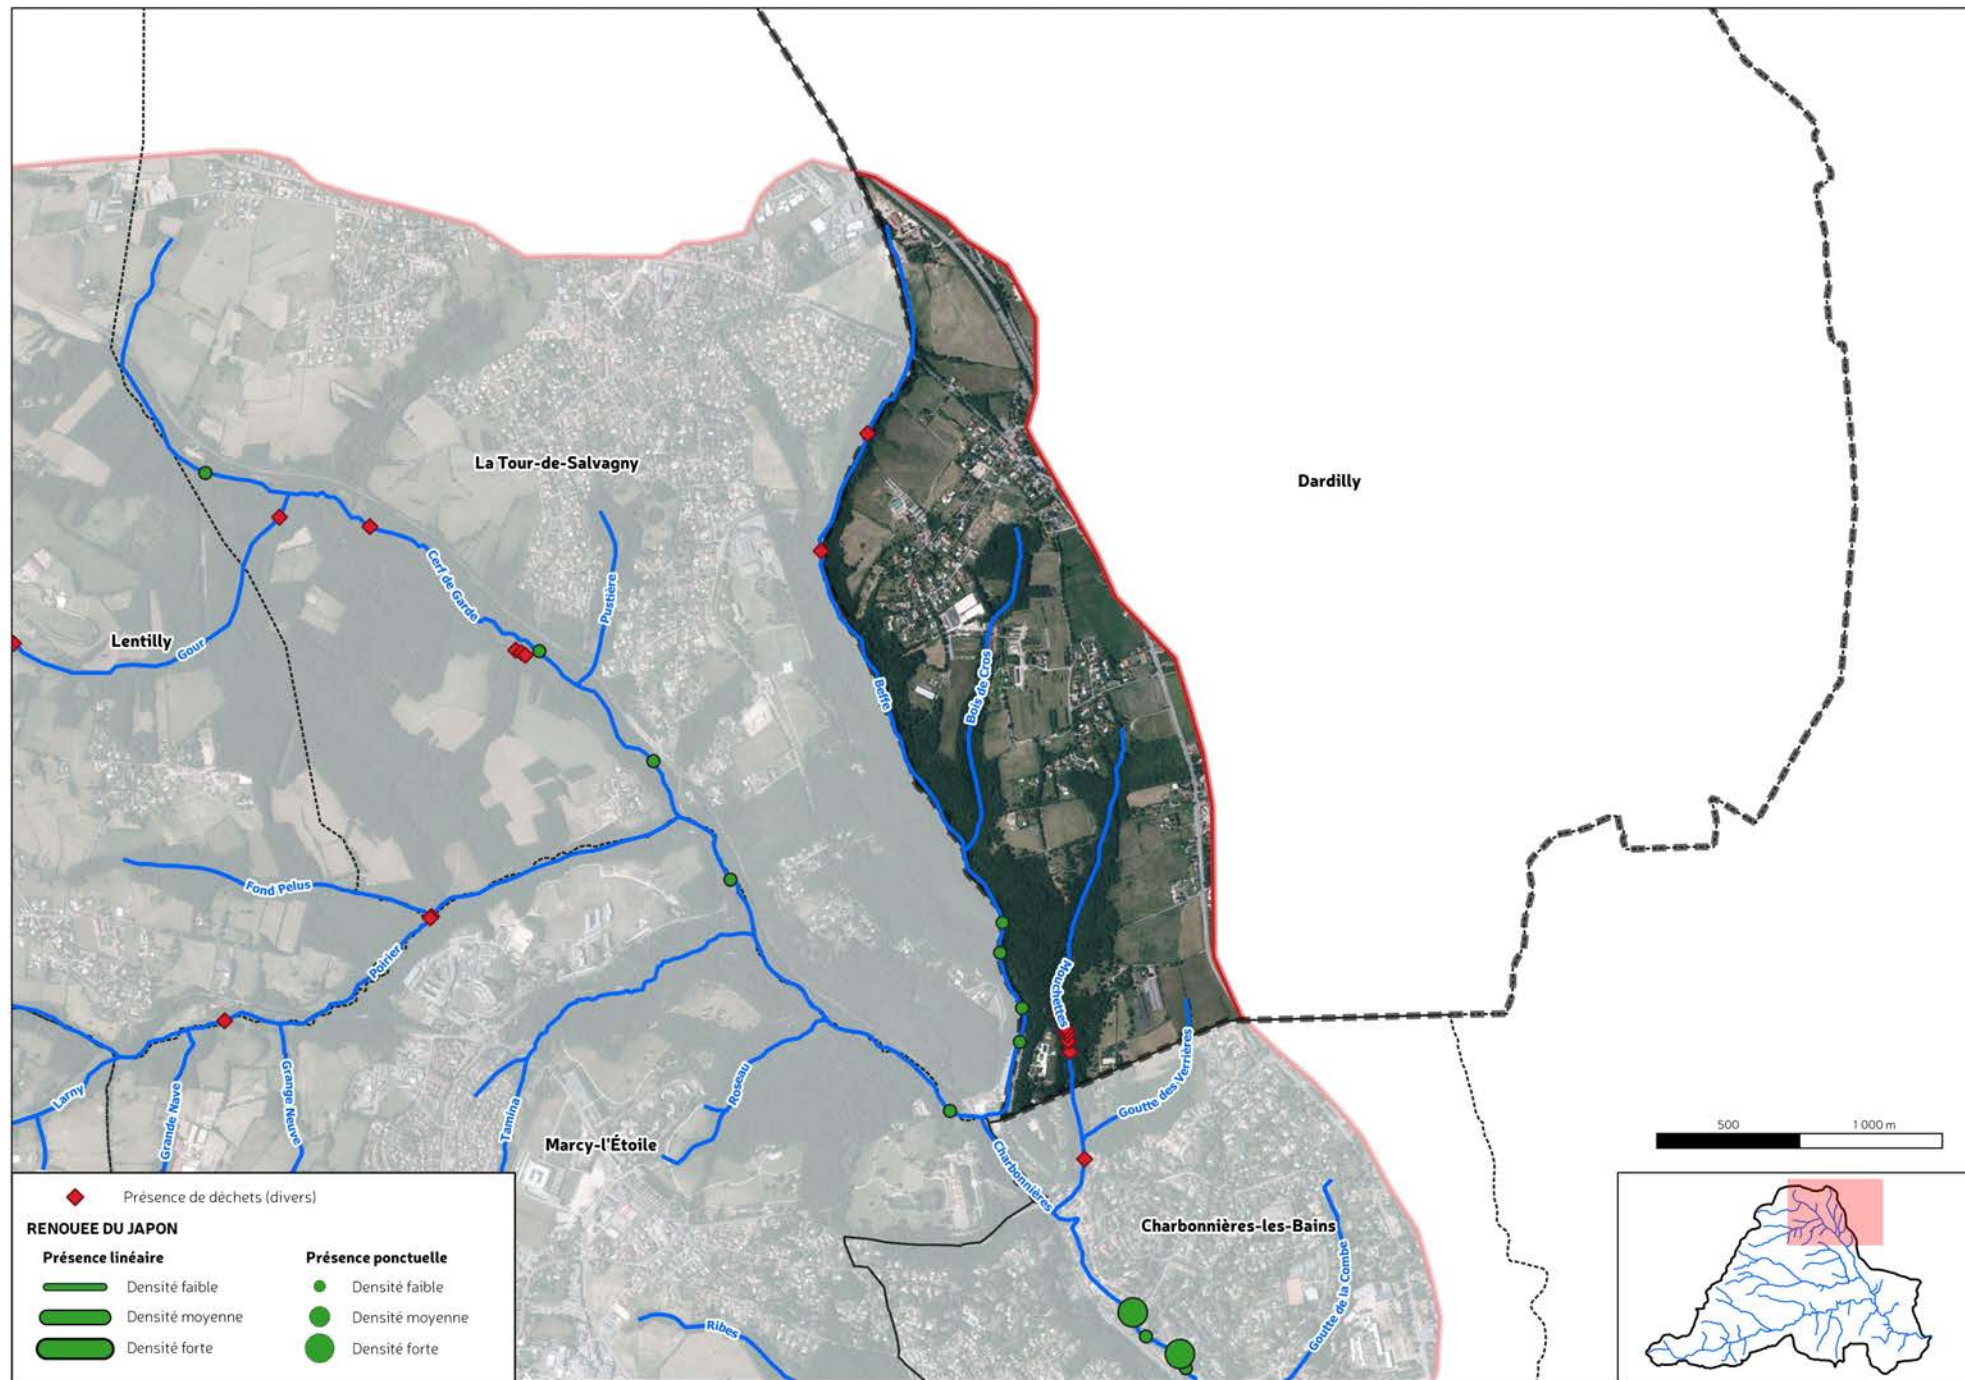 La Tour-de-Salvagny
Dardilly
Cerf de Garde
Pustière
Lentilly
Gour
Beffe
Bois de Cros
Fond Pelus
Poirier
Mouchettes
Larny
Grande Nave
Grange Neuve
Tamina
Roseau
Goutte des Verrières
Marcy-l'Étoile
Charbonnières
Charbonnières-les-Bains
Goutte de la Combe
Ribes
500 1 000 m
Présence de déchets (divers)
RENOUEE DU JAPON
Présence linéaire Présence ponctuelle
Densité faible Densité faible
Densité moyenne Densité moyenne
Densité forte Densité forte